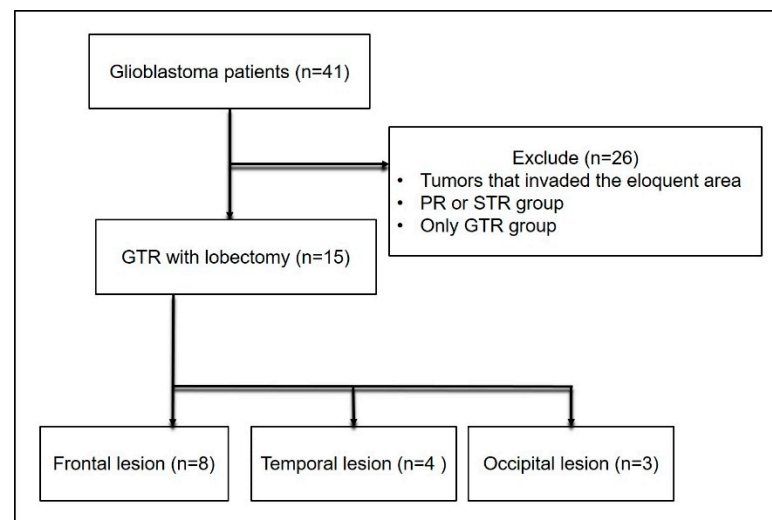 Glioblastoma patients (n=41)
Exclude (n=26)
• Tumors that invaded the eloquent area
• PR or STR group
• Only GTR group
GTR with lobectomy (n=15)
Frontal lesion (n=8)
Temporal lesion (n=4 )
Occipital lesion (n=3)